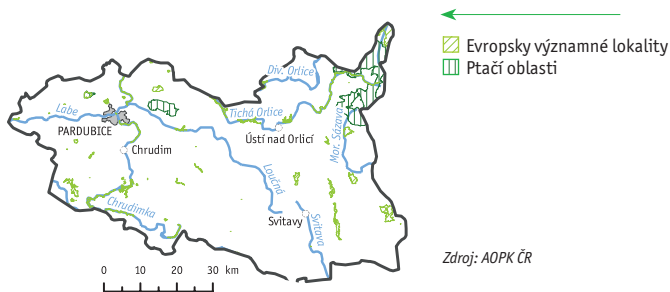 Evropsky významné lokality
Ptačí oblasti
Div. Orlice
Labe
Tichá Orlice
PARDUBICE
Ústí nad Orlicí
Mor. Sázava
Chrudim
Loučná
Chrudimka
Svitavy
Svitava
Zdroj: AOPK ČR
0 10 20 30 km